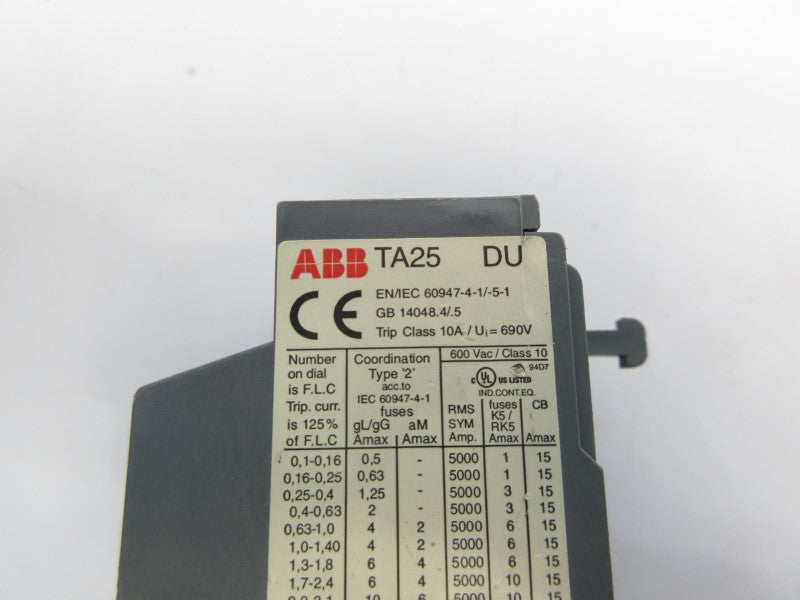 ABB TA25 DU
CE EN/IEC 60947-4-1/-5-1
GB 14048.4/.5
Trip Class 10A / Ui = 690V
Number on dial is F.L.C Trip. curr. is 125% of F.L.C
Coordination Type '2' acc.to IEC 60947-4-1 fuses
gL/gG Amax
aM Amax
600 Vac / Class 10
C UL US LISTED 94D7
IND.CONT.EQ.
RMS SYM Amp.
fuses K5/ RK5 Amax
CB Amax
0,1-0,16 0,5 - 5000 1 15
0,16-0,25 0,63 - 5000 1 15
0,25-0,4 1,25 - 5000 3 15
0,4-0,63 2 - 5000 3 15
0,63-1,0 4 2 5000 6 15
1,0-1,40 4 2 5000 6 15
1,3-1,8 6 4 5000 6 15
1,7-2,4 6 4 5000 10 15
10 6 5000 10 15